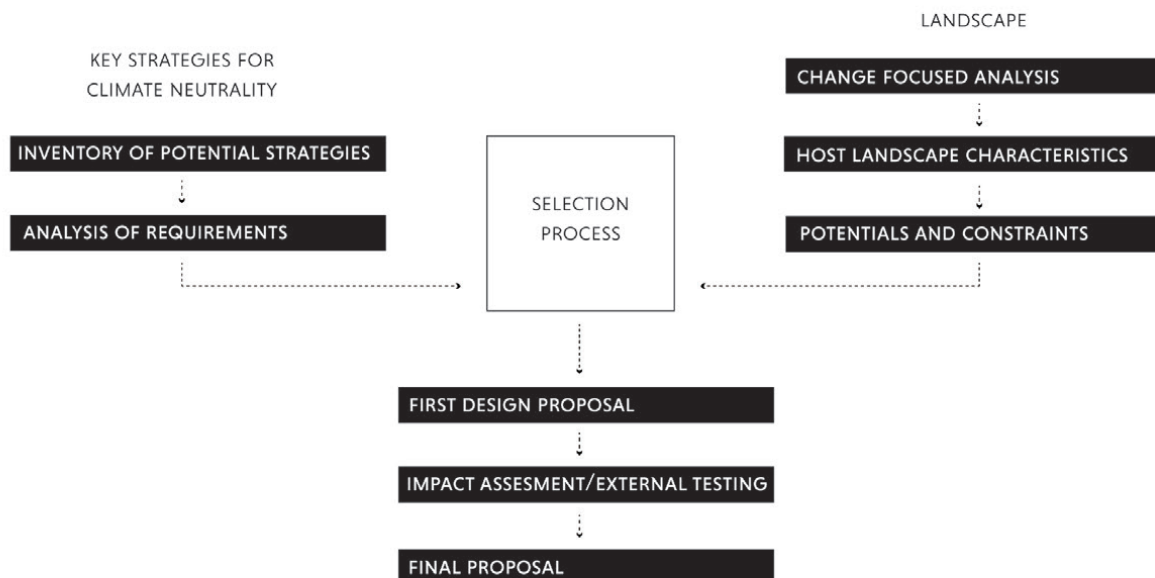 KEY STRATEGIES FOR
CLIMATE NEUTRALITY
INVENTORY OF POTENTIAL STRATEGIES
ANALYSIS OF REQUIREMENTS
SELECTION
PROCESS
LANDSCAPE
CHANGE FOCUSED ANALYSIS
HOST LANDSCAPE CHARACTERISTICS
POTENTIALS AND CONSTRAINTS
FIRST DESIGN PROPOSAL
IMPACT ASSESMENT/EXTERNAL TESTING
FINAL PROPOSAL